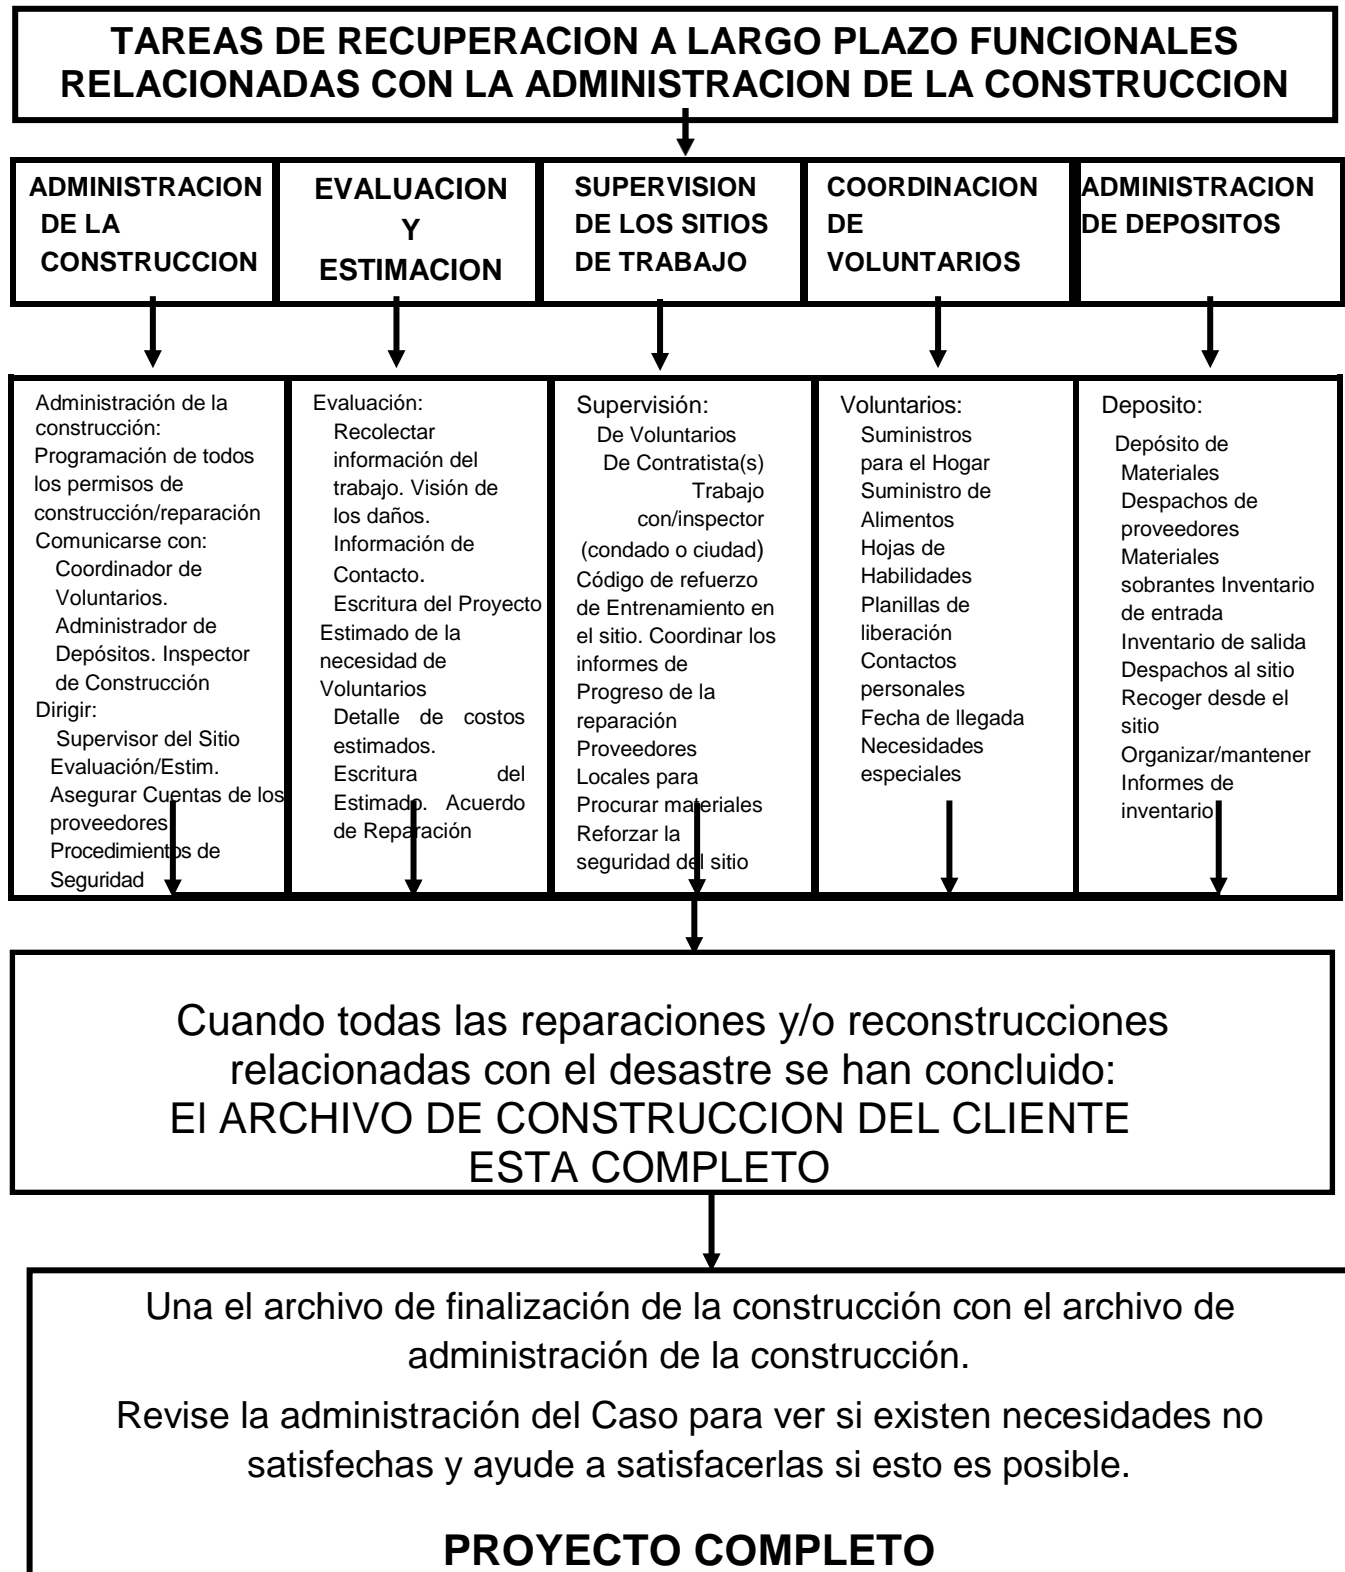 TAREAS DE RECUPERACION A LARGO PLAZO FUNCIONALES
RELACIONADAS CON LA ADMINISTRACION DE LA CONSTRUCCION
ADMINISTRACION
DE LA
CONSTRUCCION
EVALUACION
Y
ESTIMACION
SUPERVISION
DE LOS SITIOS
DE TRABAJO
COORDINACION
DE
VOLUNTARIOS
ADMINISTRACION
DE DEPOSITOS
Administración de la
construcción:
Programación de todos
los permisos de
construcción/reparación
Comunicarse con:
Coordinador de
Voluntarios.
Administrador de
Depósitos. Inspector
de Construcción
Dirigir:
Supervisor del Sitio
Evaluación/Estim.
Asegurar Cuentas de los
proveedores
Procedimientos de
Seguridad
Evaluación:
Recolectar
información del
trabajo. Visión de
los daños.
Información de
Contacto.
Escritura del Proyecto
Estimado de la
necesidad de
Voluntarios
Detalle de costos
estimados.
Escritura del
Estimado. Acuerdo
de Reparación
Supervisión:
De Voluntarios
De Contratista(s)
Trabajo
con/inspector
(condado o ciudad)
Código de refuerzo
de Entrenamiento en
el sitio. Coordinar los
informes de
Progreso de la
reparación
Proveedores
Locales para
Procurar materiales
Reforzar la
seguridad del sitio
Voluntarios:
Suministros
para el Hogar
Suministro de
Alimentos
Hojas de
Habilidades
Planillas de
liberación
Contactos
personales
Fecha de llegada
Necesidades
especiales
Deposito:
Depósito de
Materiales
Despachos de
proveedores
Materiales
sobrantes Inventario
de entrada
Inventario de salida
Despachos al sitio
Recoger desde el
sitio
Organizar/mantener
Informes de
inventario
Cuando todas las reparaciones y/o reconstrucciones
relacionadas con el desastre se han concluido:
El ARCHIVO DE CONSTRUCCION DEL CLIENTE
ESTA COMPLETO
Una el archivo de finalización de la construcción con el archivo de
administración de la construcción.
Revise la administración del Caso para ver si existen necesidades no
satisfechas y ayude a satisfacerlas si esto es posible.
PROYECTO COMPLETO